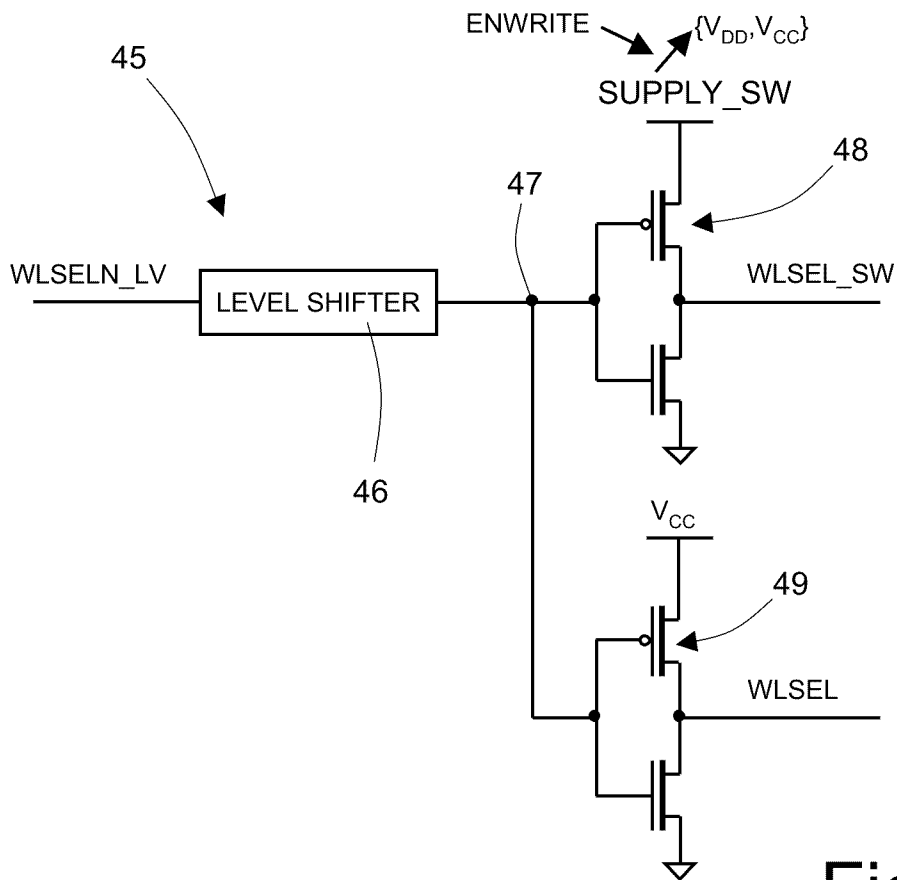 ENWRITE
{VDD,VCC}
45
SUPPLY_SW
48
47
WLSELN_LV
LEVEL SHIFTER
WLSEL_SW
46
VCC
49
WLSEL